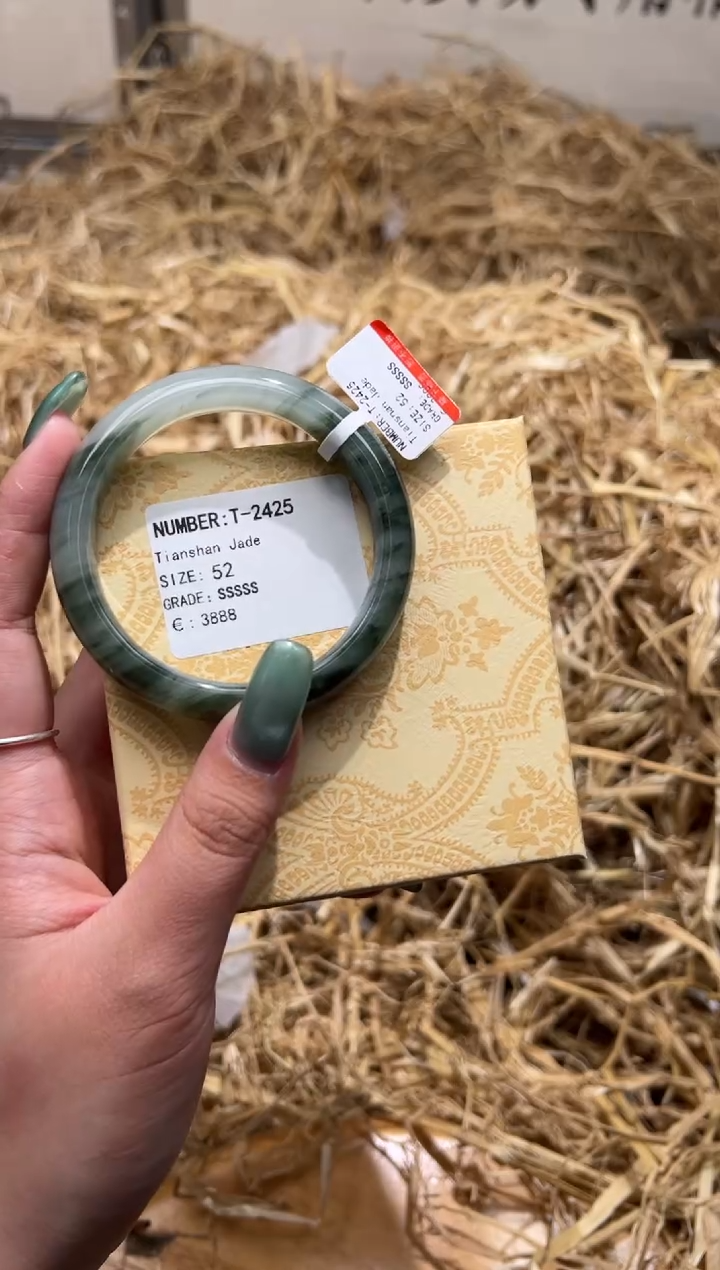 NUMBER:T-2425
Tianshan Jade
SIZE: 52
GRADE: SSSSS
NUMBER:T-2425
Tianshan Jade
SIZE: 52
GRADE: SSSSS
€: 3888